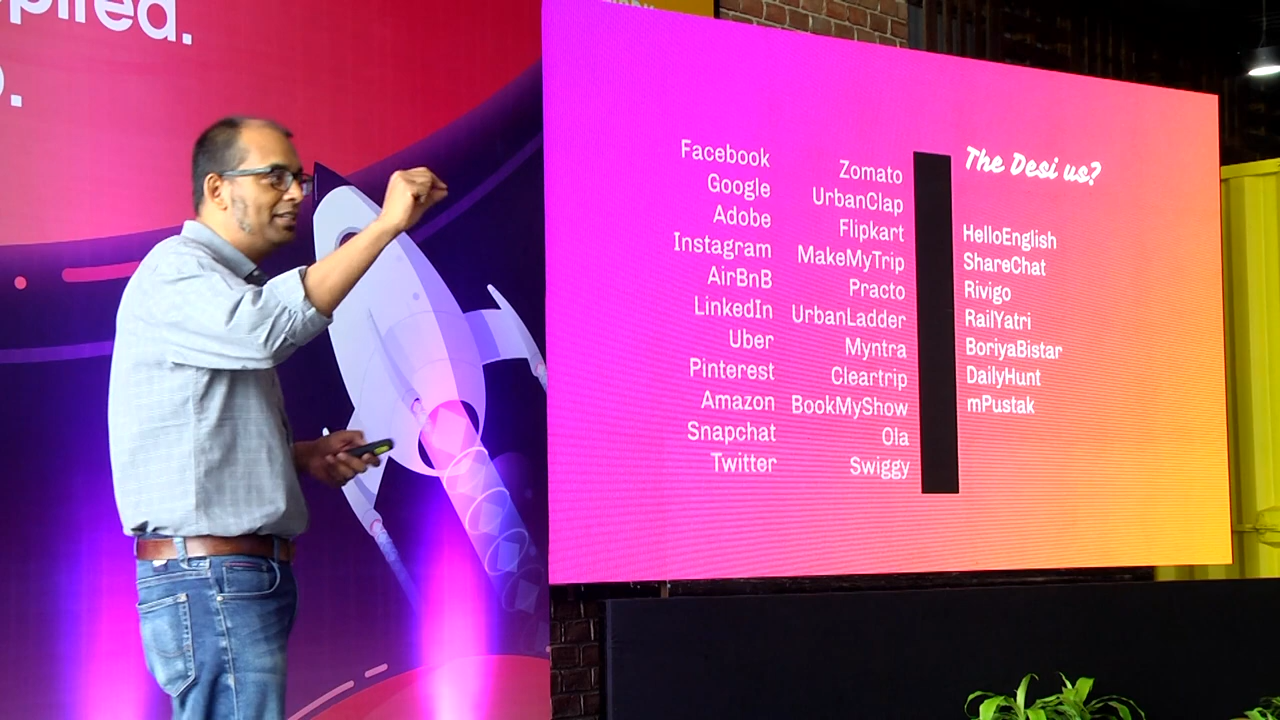 pired.
Facebook
Google
Adobe
Instagram
AirBnB
LinkedIn
Uber
Pinterest
Amazon
Snapchat
Twitter
Zomato
UrbanClap
Flipkart
MakeMyTrip
Practo
UrbanLadder
Myntra
Cleartrip
BookMyShow
Ola
Swiggy
The Desi us?
HelloEnglish
ShareChat
Rivigo
RailYatri
BoriyaBistar
DailyHunt
mPustak